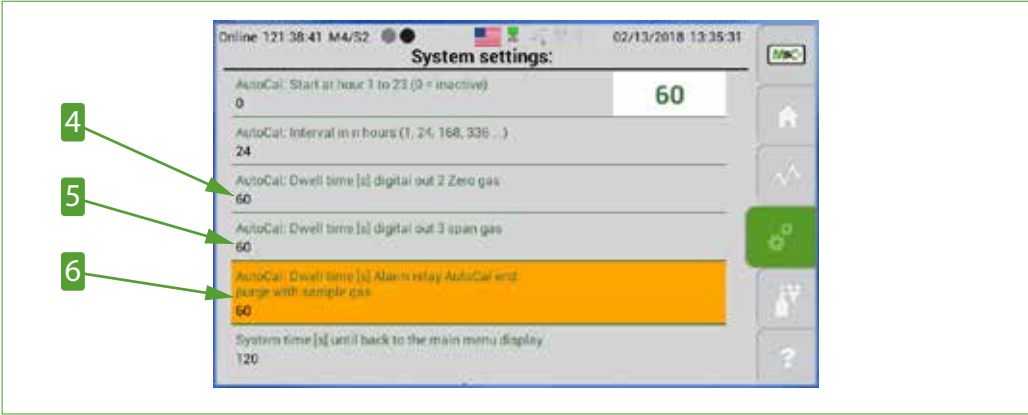 Online 121 38:41 M4/S2 02/13/2018 13:35:31
System settings:
AutoCal: Start at hour 1 to 23 (0 = inactive)
0
60
AutoCal: Interval in n hours (1, 24, 168, 336 ...)
24
4
AutoCal: Dwell time [s] digital out 2 Zero gas
60
5
AutoCal: Dwell time [s] digital out 3 span gas
60
6
AutoCal: Dwell time [s] Alarm relay AutoCal end
purge with sample gas
60
System time [s] until back to the main menu display
120
?